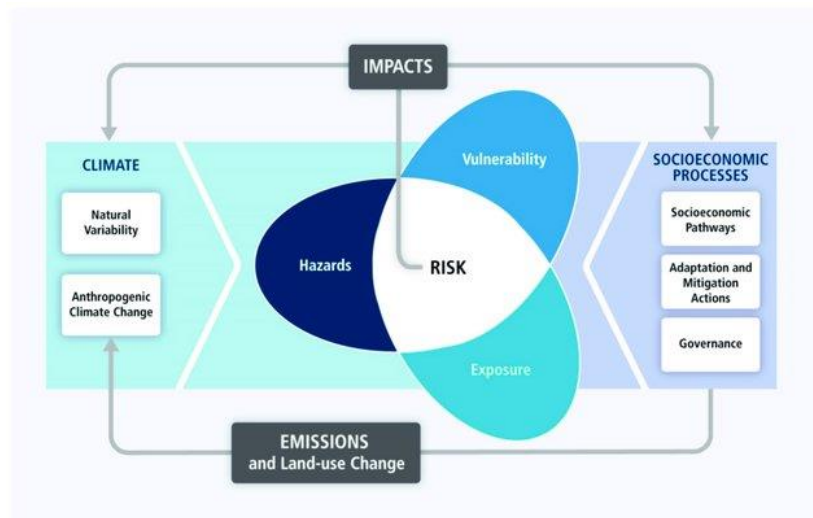 IMPACTS
CLIMATE
Natural
Variability
Anthropogenic
Climate Change
Vulnerability
Hazards
RISK
Exposure
SOCIOECONOMIC
PROCESSES
Socioeconomic
Pathways
Adaptation and
Mitigation
Actions
Governance
EMISSIONS
and Land-use Change